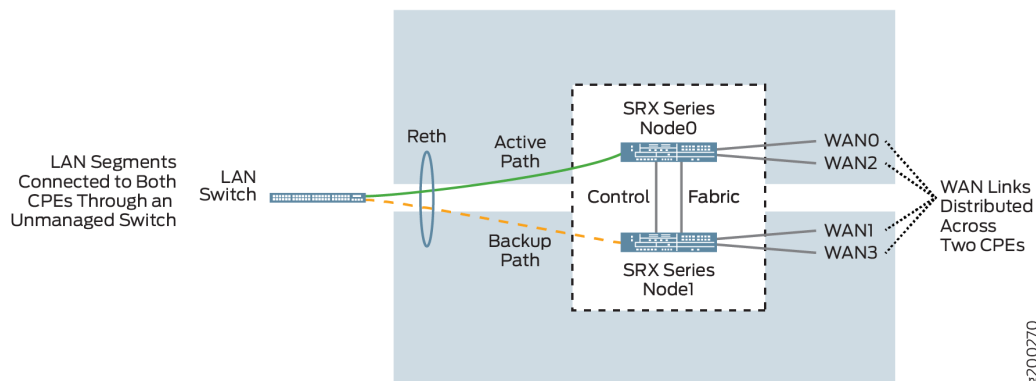 SRX Series
Node0
Reth
Active
Path
WAN0
WAN2
LAN Segments
Connected to Both
CPEs Through an
Unmanaged Switch
LAN
Switch
Control
Fabric
WAN Links
Distributed
Across
Two CPEs
Backup
Path
WAN1
WAN3
SRX Series
Node1
g200270